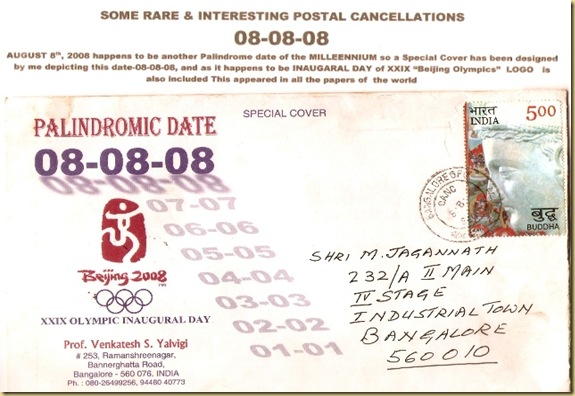 SOME RARE & INTERESTING POSTAL CANCELLATIONS
08-08-08
AUGUST 8th, 2008 happens to be another Palindrome date of the MILLEENNIUM so a Special Cover has been designed
by me depicting this date-08-08-08, and as it happens to be INAUGARAL DAY of XXIX "Beijing Olympics" LOGO is
also included This appeared in all the papers of the world
SPECIAL COVER
PALINDROMIC DATE
08-08-08
08-08-08
07-07
06-06
05-05
04-04
03-03
02-02
01-01
Beijing 2008
XXIX OLYMPIC INAUGURAL DAY
Prof. Venkatesh S. Yalvigi
# 253, Ramanshreenagar,
Bannerghatta Road,
Bangalore - 560 076. INDIA
Ph. : 080-26499256, 94480 40773
भारत
INDIA
5.00
बुद्ध
BUDDHA
BANGALORE G.P.O.
CANC
SHRI M. JAGANNATH
232/A II MAIN
IV STAGE
INDUSTRIAL TOWN
BANGALORE
560010